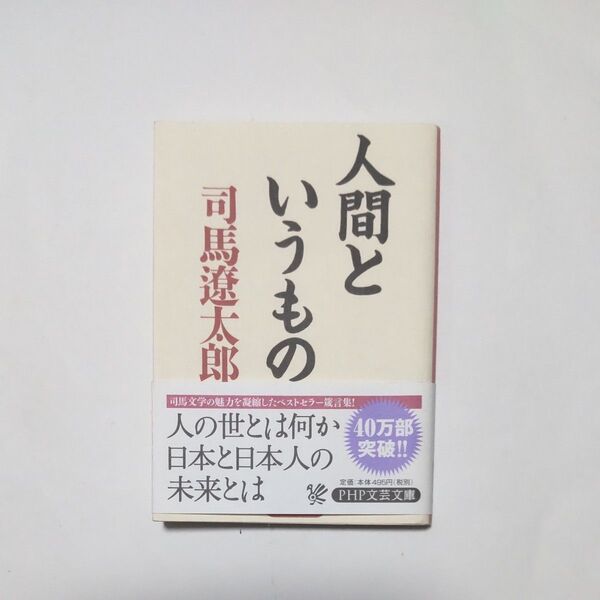 人間と
いうもの
司馬遼太郎
司馬文学の魅力を凝縮したベストセラー箴言集!
人の世とは何か
日本と日本人の
未来とは
40万部
突破!!
定価:本体495円(税別)
PHP文芸文庫